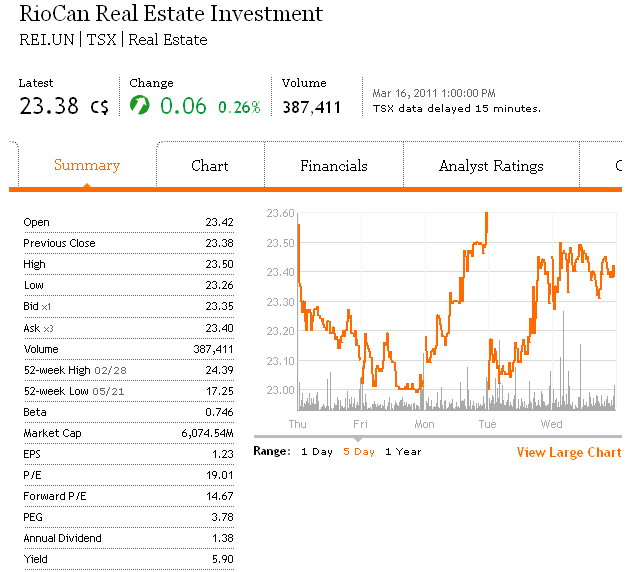 RioCan Real Estate Investment
REI.UN | TSX | Real Estate
Latest
Change
Volume
23.38 C$
0.06 0.26%
387,411
Mar 16, 2011 1:00:00 PM
TSX data delayed 15 minutes.
Summary
Chart
Financials
Analyst Ratings
Open 23.42
Previous Close 23.38
High 23.50
Low 23.26
Bid x1 23.35
Ask x3 23.40
Volume 387,411
52-week High 02/28 24.39
52-week Low 05/21 17.25
Beta 0.746
Market Cap 6,074.54M
EPS 1.23
P/E 19.01
Forward P/E 14.67
PEG 3.78
Annual Dividend 1.38
Yield 5.90
23.60
23.40
23.30
23.20
23.10
23.00
Thu Fri Mon Tue Wed
Range: 1 Day 5 Day 1 Year
View Large Chart